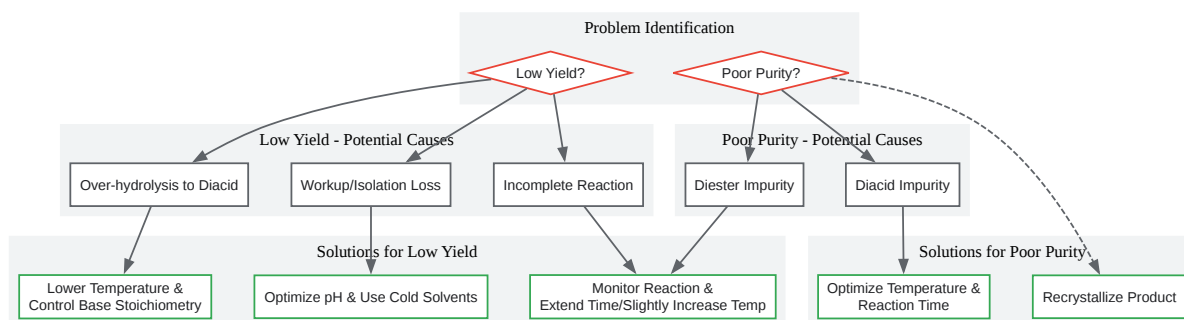 Problem Identification
Low Yield?
Poor Purity?
Low Yield - Potential Causes
Poor Purity - Potential Causes
Over-hydrolysis to Diacid
Workup/Isolation Loss
Incomplete Reaction
Diester Impurity
Diacid Impurity
Solutions for Low Yield
Solutions for Poor Purity
Lower Temperature &
Control Base Stoichiometry
Optimize pH & Use Cold Solvents
Monitor Reaction &
Extend Time/Slightly Increase Temp
Optimize Temperature &
Reaction Time
Recrystallize Product